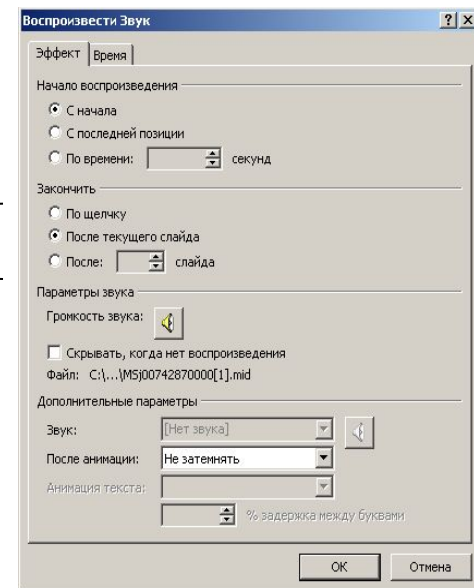 Воспроизвести Звук
Эффект Время
Начало воспроизведения
С начала
С последней позиции
По времени: секунд
Закончить
По щелчку
После текущего слайда
После: слайда
Параметры звука
Громкость звука:
Скрывать, когда нет воспроизведения
Файл: C:\...\MSj00742870000[1].mid
Дополнительные параметры
Звук: [Нет звука]
После анимации: Не затемнять
Анимация текста:
% задержка между буквами
ОК Отмена